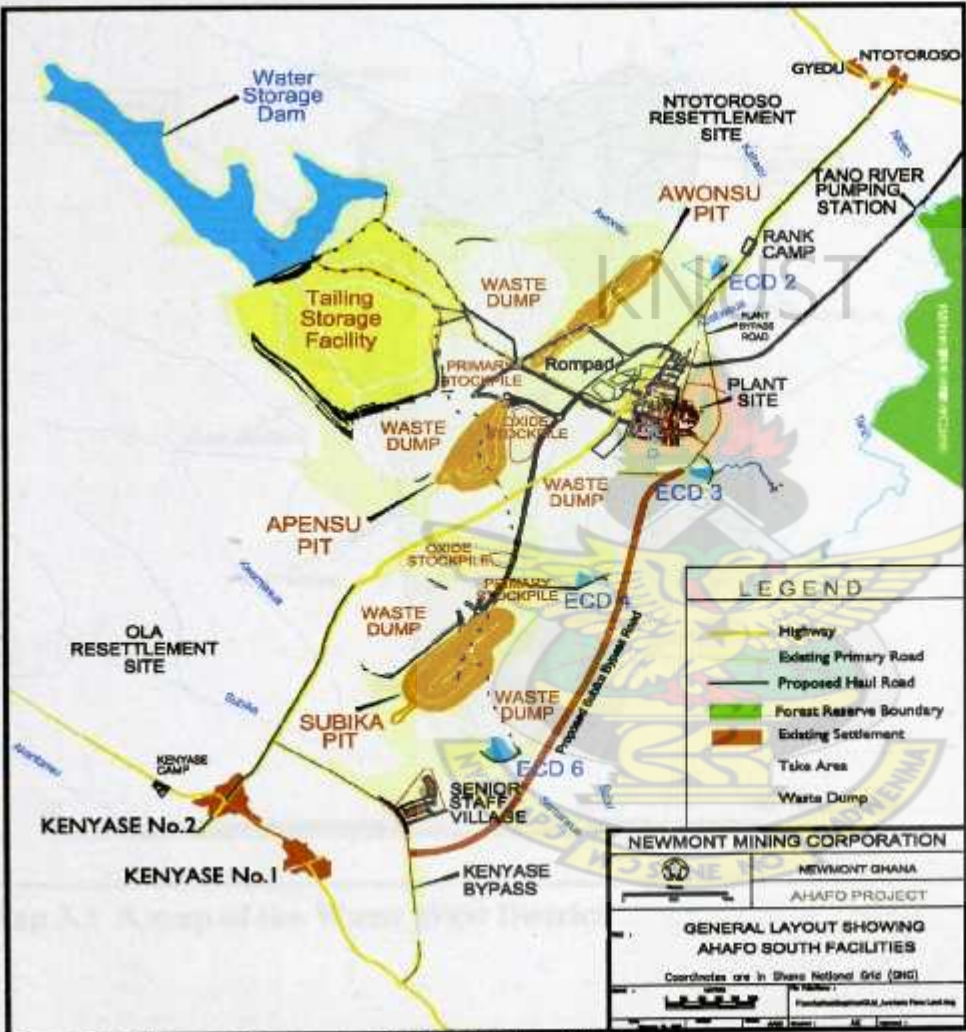 GYEDU
NTOTOROSO
Water
Storage
Dam
NTOTOROSO
RESETTLEMENT
SITE
TANO RIVER
PUMPING
STATION
AWONSU
PIT
RANK
CAMP
KNUST
ECD 2
WASTE
DUMP
PLANT
BYPASS
ROAD
Tailing
Storage
Facility
PRIMARY
STOCKPILE
Rompad
PLANT
SITE
WASTE
DUMP
OXIDE
STOCKPILE
Tano
WASTE
DUMP
ECD 3
APENSU
PIT
OXIDE
STOCKPILE
PRIMARY
STOCKPILE
ECD
WASTE
DUMP
OLA
RESETTLEMENT
SITE
Subika
SUBIKA
PIT
WASTE
DUMP
Proposed Subika Bypass Road
ECD 6
KENYASE
CAMP
SENIOR
STAFF
VILLAGE
KENYASE No.2
KENYASE No.1
KENYASE
BYPASS
LEGEND
Highway
Existing Primary Road
Proposed Haul Road
Forest Reserve Boundary
Existing Settlement
Take Area
Waste Dump
NEWMONT MINING CORPORATION
NEWMONT GHANA
AHAFO PROJECT
GENERAL LAYOUT SHOWING
AHAFO SOUTH FACILITIES
Coordinates are in Ghana National Grid (GNG)